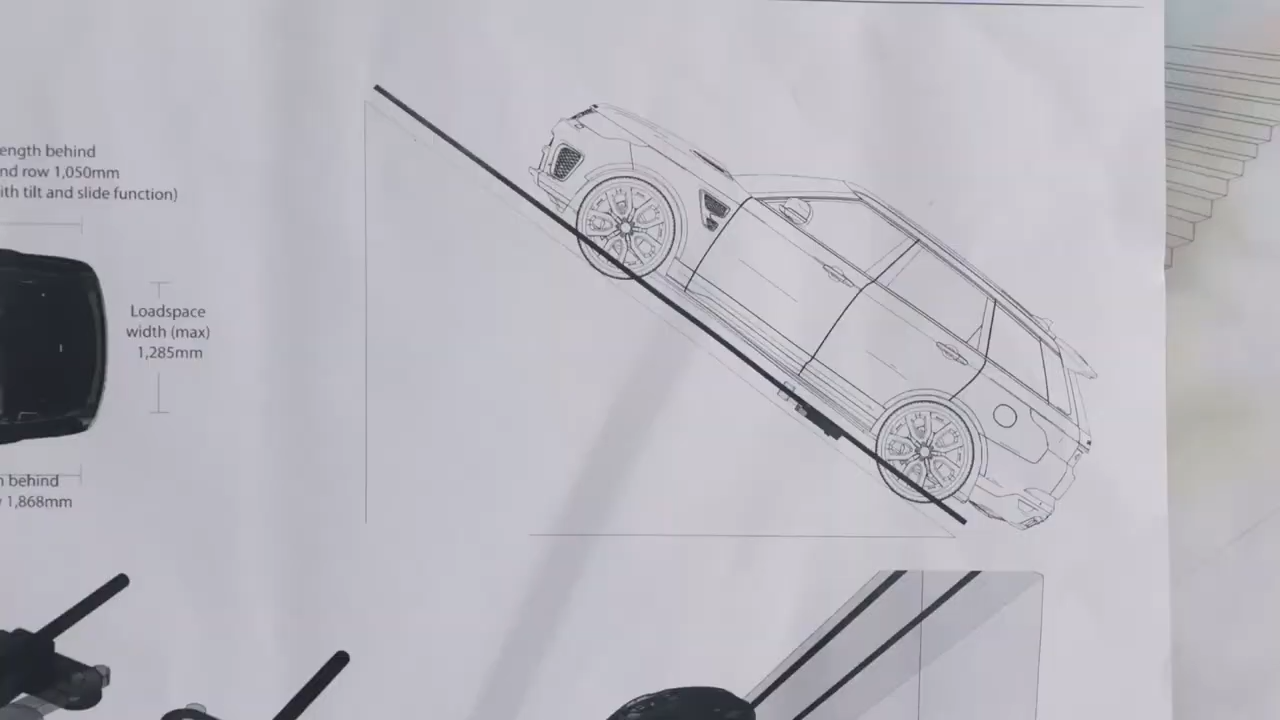 ength behind
nd row 1,050mm
ith tilt and slide function)
Loadspace
width (max)
1,285mm
behind
1,868mm